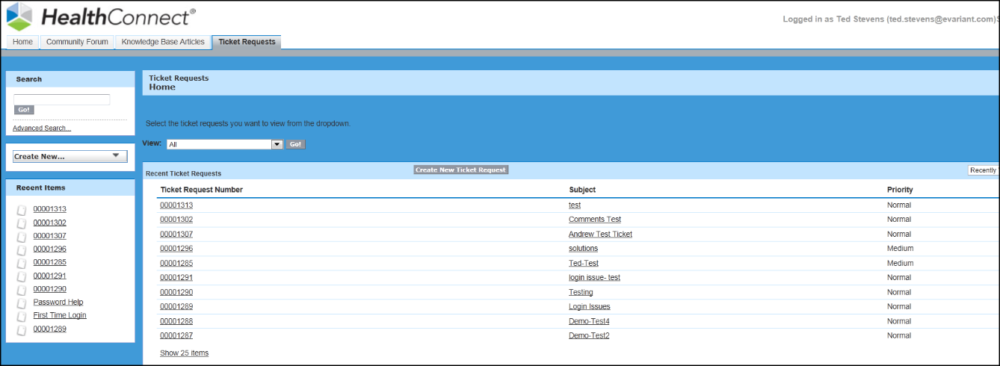 HealthConnect®
Logged in as Ted Stevens (ted.stevens@evariant.com)S
Home Community Forum Knowledge Base Articles Ticket Requests
Search
Go!
Advanced Search...
Create New...
Recent Items
00001313
00001302
00001307
00001296
00001285
00001291
00001290
Password Help
First Time Login
00001289
Ticket Requests
Home
Select the ticket requests you want to view from the dropdown.
View: All Go!
Recent Ticket Requests Create New Ticket Request Recently
Ticket Request Number Subject Priority
00001313 test Normal
00001302 Comments Test Normal
00001307 Andrew Test Ticket Normal
00001296 solutions Medium
00001285 Ted-Test Medium
00001291 login issue- test Normal
00001290 Testing Normal
00001289 Login Issues Normal
00001288 Demo-Test4 Normal
00001287 Demo-Test2 Normal
Show 25 items